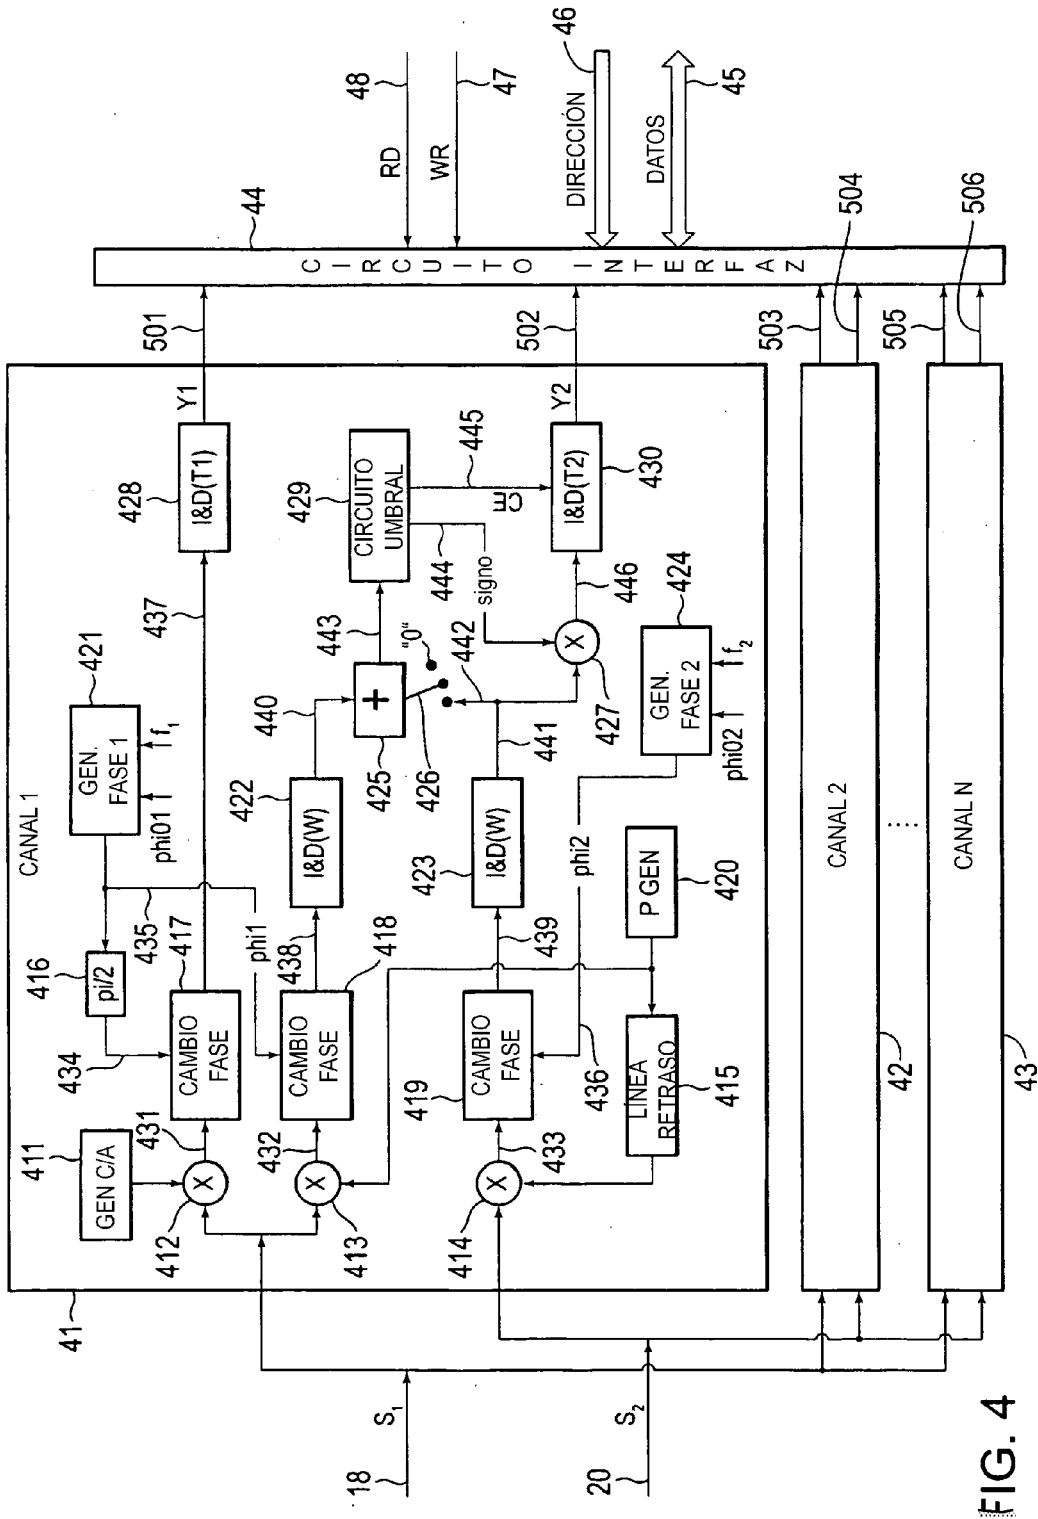 CANAL 1
41
411
GEN C/A
412
431
434
416
pi/2
435
417
CAMBIO
FASE
421
GEN.
FASE 1
phi01
f1
437
428
I&D(T1)
Y1
501
44
CIRCUITO INTERFAZ
413
432
phi1
438
418
CAMBIO
FASE
422
I&D(W)
440
425
+
443
426
"0"
429
CIRCUITO
UMBRAL
444
signo
445
CE
414
433
419
CAMBIO
FASE
439
423
I&D(W)
441
442
427
X
X
X
X
446
430
I&D(T2)
Y2
502
436
phi2
415
LINEA
RETRASO
420
P GEN
424
GEN.
FASE 2
phi02
f2
48
RD
47
WR
46
DIRECCIÓN
45
DATOS
503
504
505
506
CANAL 2
42
....
CANAL N
43
S1
18
S2
20
FIG. 4